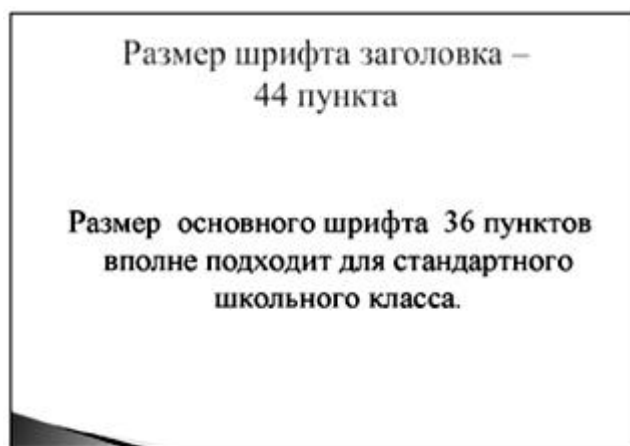 Размер шрифта заголовка –
44 пункта
Размер основного шрифта 36 пунктов
вполне подходит для стандартного
школьного класса.